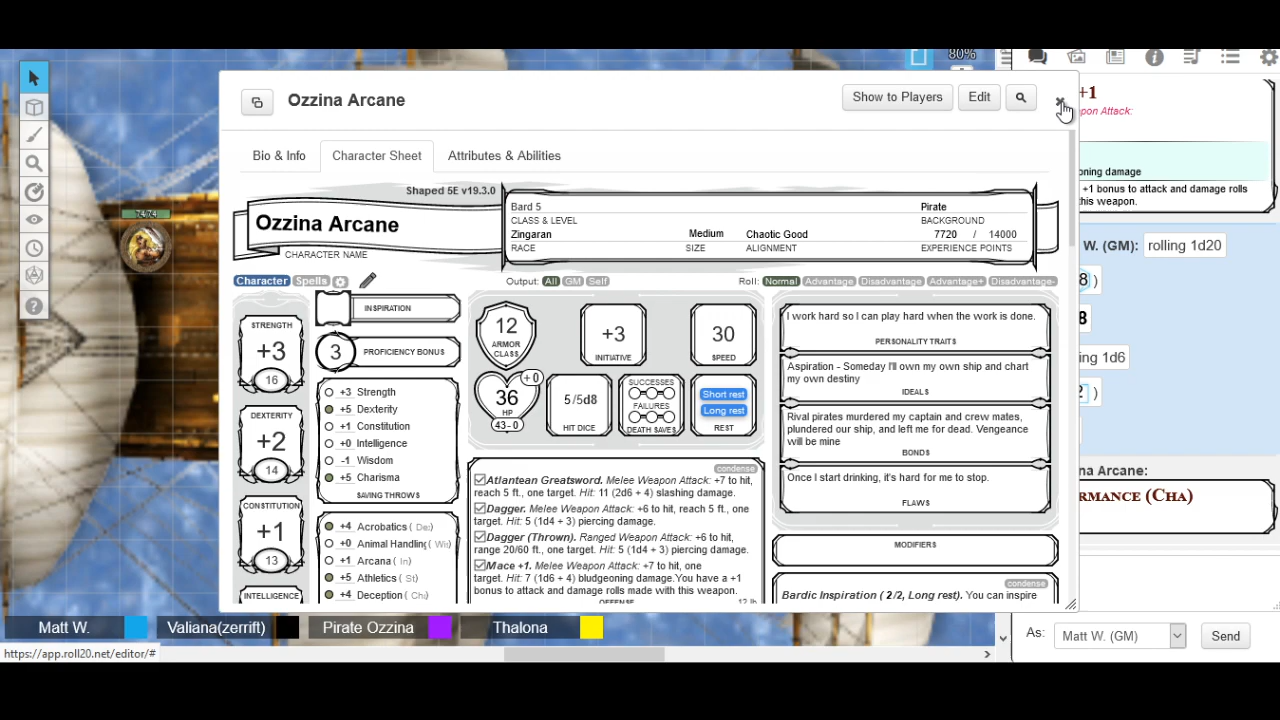 80%
Ozzina Arcane
Show to Players
Edit
Bio & Info
Character Sheet
Attributes & Abilities
Shaped 5E v19.3.0
Ozzina Arcane
CHARACTER NAME
Bard 5
Pirate
CLASS & LEVEL
BACKGROUND
Zingaran
Medium
Chaotic Good
7720 / 14000
RACE
SIZE
ALIGNMENT
EXPERIENCE POINTS
Character
Spells
Output: All GM Self
Roll: Normal Advantage Disadvantage Advantage+ Disadvantage-
STRENGTH
+3
16
DEXTERITY
+2
14
CONSTITUTION
+1
13
INTELLIGENCE
INSPIRATION
3
PROFICIENCY BONUS
+3 Strength
+5 Dexterity
+1 Constitution
+0 Intelligence
-1 Wisdom
+5 Charisma
SAVING THROWS
+4 Acrobatics ( De
+0 Animal Handling ( Wis
+1 Arcana ( In
+5 Athletics ( St
+4 Deception ( Cha
12
ARMOR
CLASS
+3
INITIATIVE
30
SPEED
+0
36
HP
43- 0
5/5d8
HIT DICE
SUCCESSES
FAILURES
DEATH SAVES
Short rest
Long rest
REST
condense
Atlantean Greatsword. Melee Weapon Attack: +7 to hit,
reach 5 ft., one target. Hit: 11 (2d6 + 4) slashing damage.
Dagger. Melee Weapon Attack: +6 to hit, reach 5 ft., one
target. Hit: 5 (1d4 + 3) piercing damage.
Dagger (Thrown). Ranged Weapon Attack: +6 to hit,
range 20/60 ft., one target. Hit: 5 (1d4 + 3) piercing damage.
Mace +1. Melee Weapon Attack: +7 to hit, one
target. Hit: 7 (1d6 + 4) bludgeoning damage.You have a +1
bonus to attack and damage rolls made with this weapon.
OFFENSE
12 lb
I work hard so I can play hard when the work is done.
PERSONALITY TRAITS
Aspiration - Someday I'll own my own ship and chart
my own destiny
IDEALS
Rival pirates murdered my captain and crew mates,
plundered our ship, and left me for dead. Vengeance
will be mine
BONDS
Once I start drinking, it's hard for me to stop.
FLAWS
MODIFIERS
condense
Bardic Inspiration ( 2/2, Long rest). You can inspire
74/74
+1
pon Attack:
oning damage
+1 bonus to attack and damage rolls
his weapon.
W. (GM): rolling 1d20
8 )
8
ing 1d6
2 )
na Arcane:
RMANCE (CHA)
As: Matt W. (GM)
Send
Matt W.
Valiana(zerrift)
Pirate Ozzina
Thalona
https://app.roll20.net/editor/#